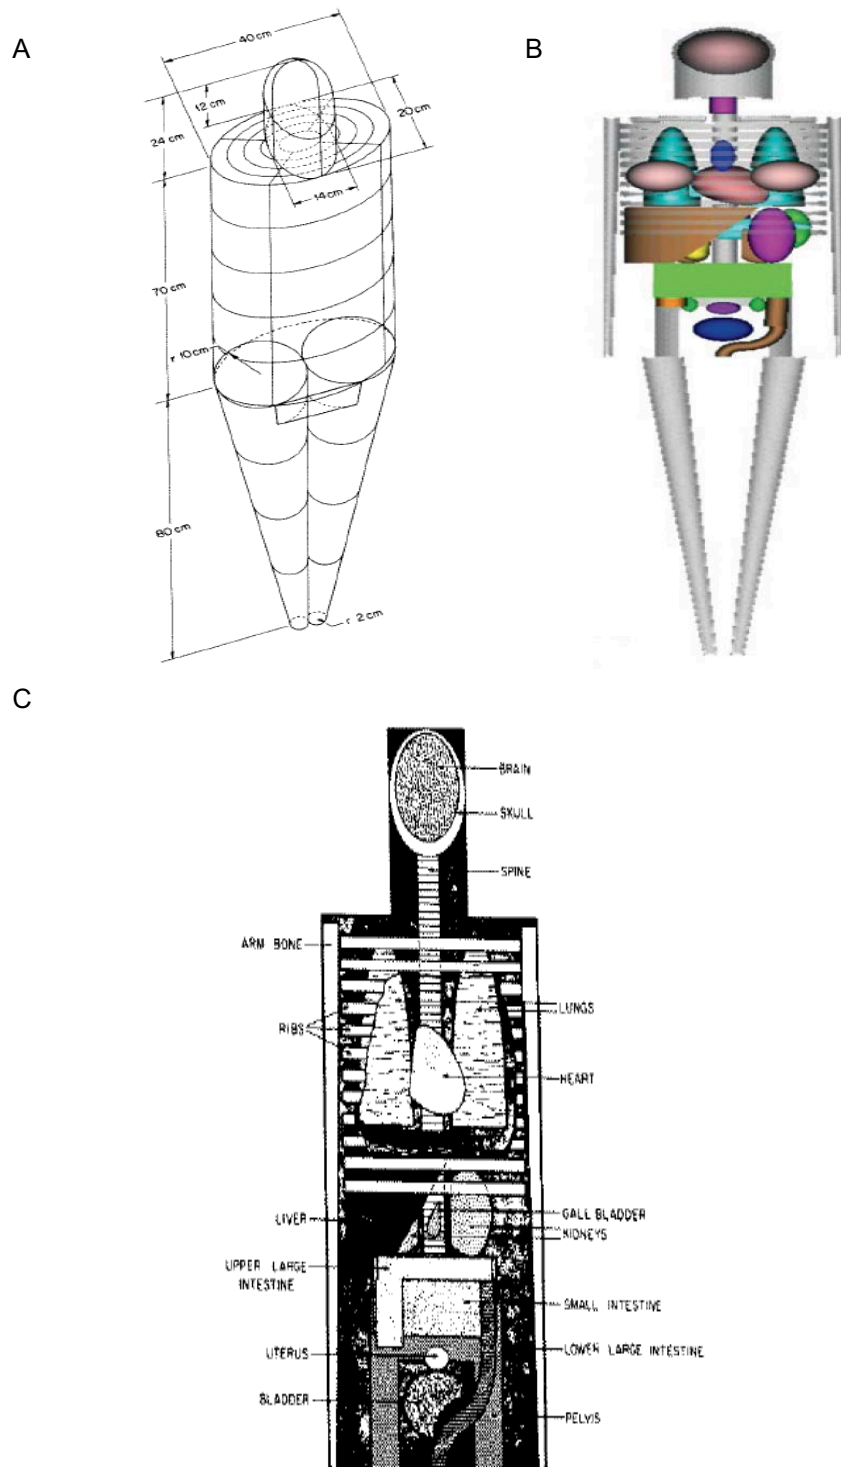 A
B
40 cm
12 cm
24 cm
20 cm
14 cm
70 cm
r 10 cm
80 cm
r 2 cm
C
BRAIN
SKULL
SPINE
ARM BONE
LUNGS
RIBS
HEART
LIVER
GALL BLADDER
KIDNEYS
UPPER LARGE
INTESTINE
SMALL INTESTINE
UTERUS
LOWER LARGE INTESTINE
BLADDER
PELVIS